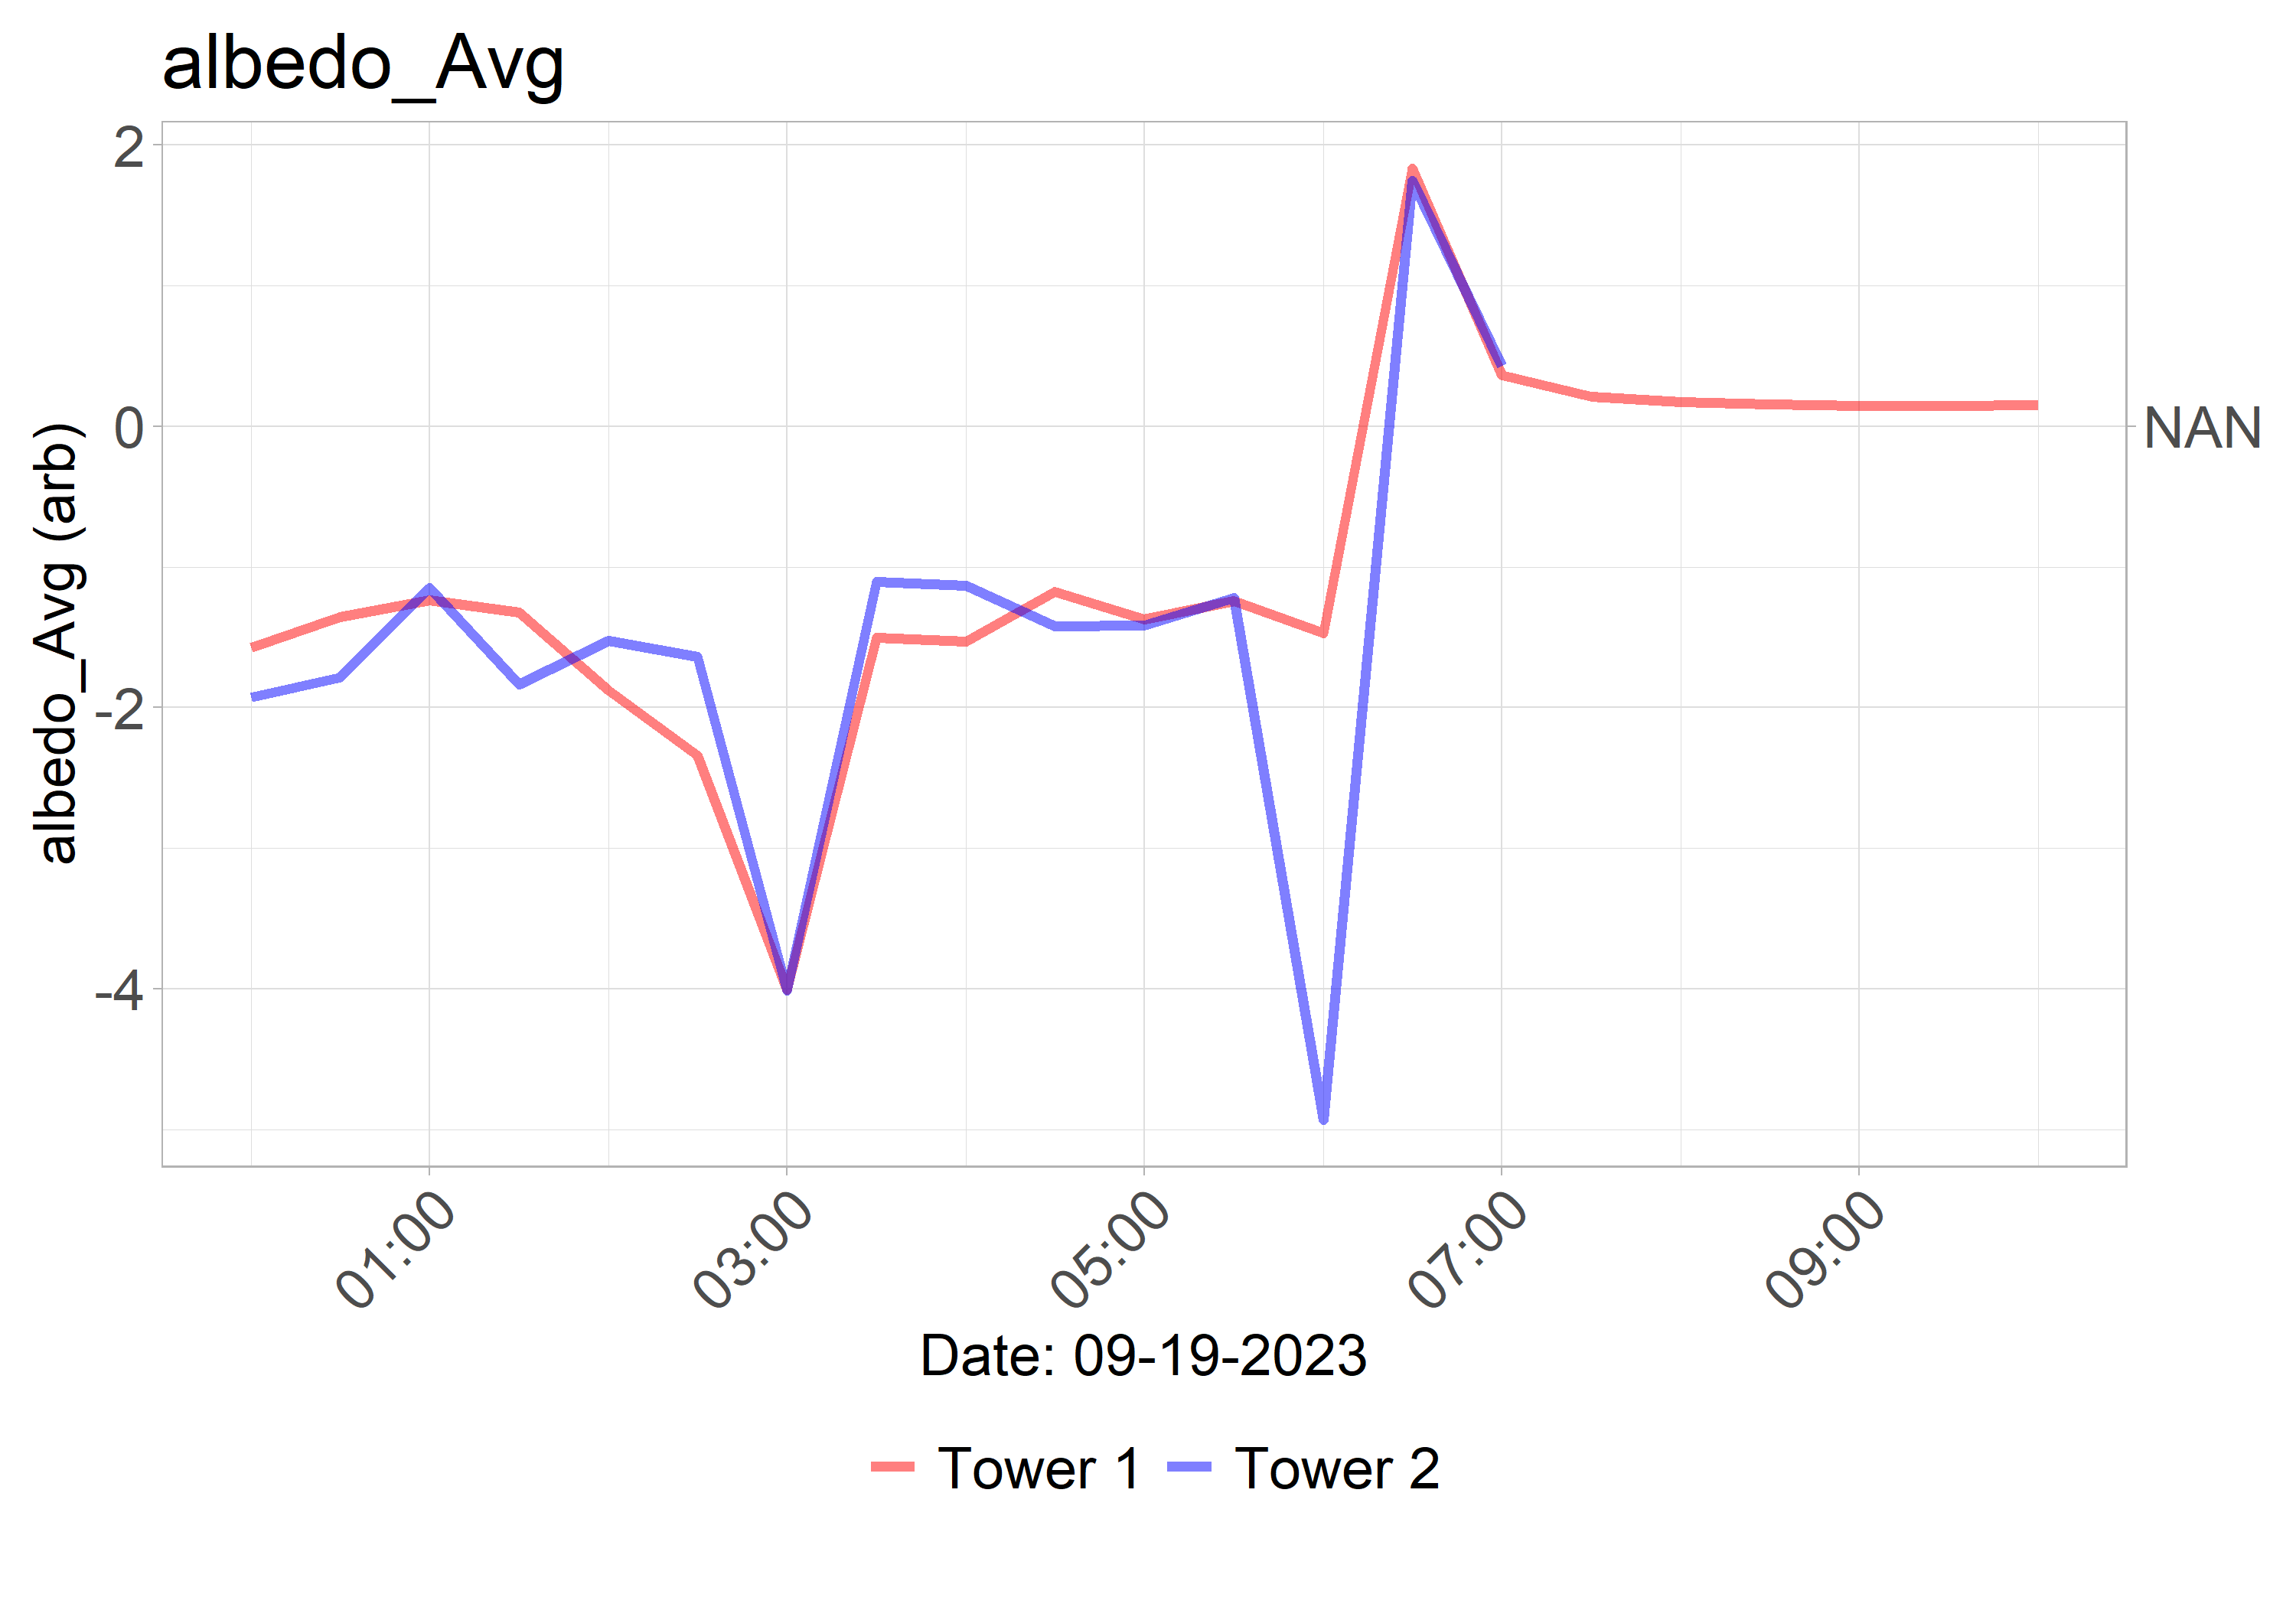 albedo_Avg
albedo_Avg (arb)
2
0
-2
-4
NAN
01:00
03:00
05:00
07:00
09:00
Date: 09-19-2023
Tower 1
Tower 2